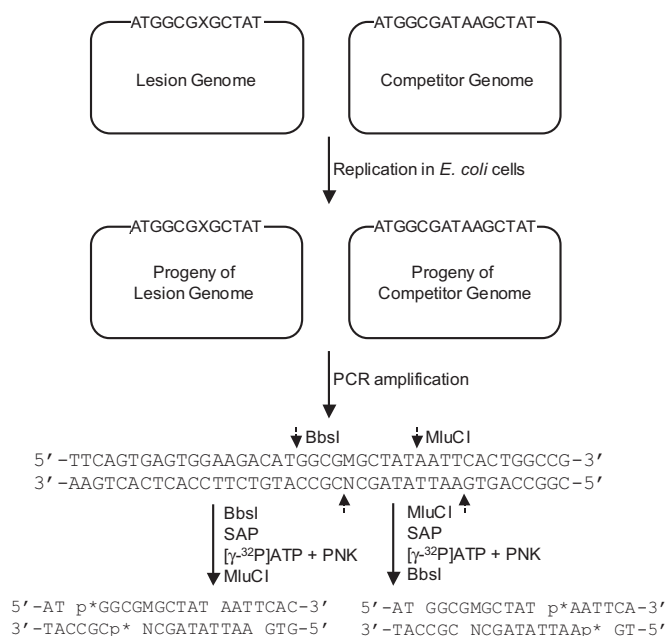 ATGGCGXGCTAT ATGGCGATAAGCTAT
Lesion Genome Competitor Genome
Replication in E. coli cells
ATGGCGXGCTAT ATGGCGATAAGCTAT
Progeny of Lesion Genome
Progeny of Competitor Genome
PCR amplification
BbsI MluCI
5′-TTCAGTGAGTGGAAGACATGGCGMGCTATAATTCACTGGCCG-3′
3′-AAGTCACTCACCTTCTGTACCGCNCGATATTAAGTGACCGGC-5′
BbsI
SAP
[γ-³²P]ATP + PNK
MluCI
MluCI
SAP
[γ-³²P]ATP + PNK
BbsI
5′-AT p*GGCGMGCTAT AATTCAC-3′
3′-TACCGCp* NCGATATTAA GTG-5′
5′-AT GGCGMGCTAT p*AATTCA-3′
3′-TACCGC NCGATATTAAp* GT-5′